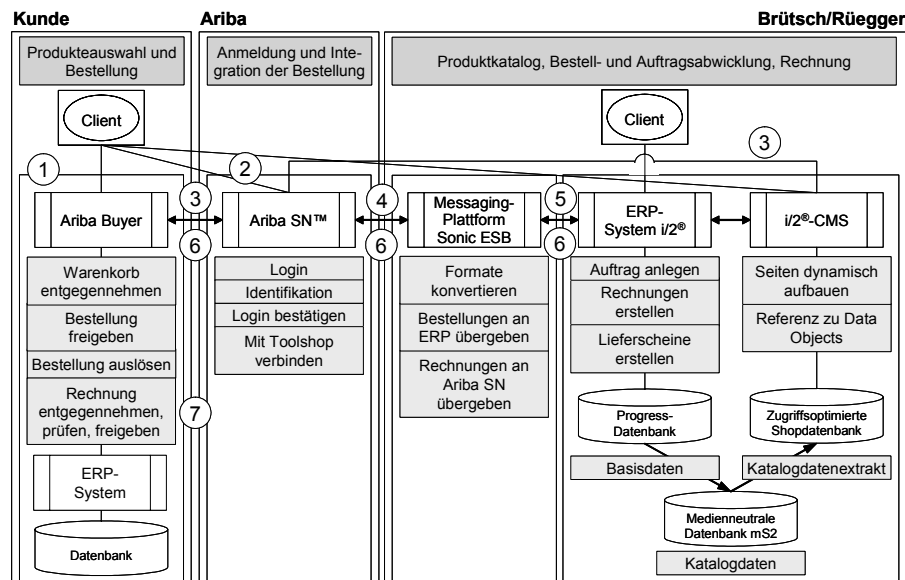 Kunde
Ariba
Brütsch/Rüegger
Produkteauswahl und
Bestellung
Anmeldung und Inte-
gration der Bestellung
Produktkatalog, Bestell- und Auftragsabwicklung, Rechnung
Client
Client
1
2
3
3
4
5
6
6
6
7
Ariba Buyer
Warenkorb
entgegennehmen
Bestellung
freigeben
Bestellung auslösen
Rechnung
entgegennehmen,
prüfen, freigeben
ERP-
System
Datenbank
Ariba SN™
Login
Identifikation
Login bestätigen
Mit Toolshop
verbinden
Messaging-
Plattform
Sonic ESB
Formate
konvertieren
Bestellungen an
ERP übergeben
Rechnungen an
Ariba SN
übergeben
ERP-
System i/2®
Auftrag anlegen
Rechnungen
erstellen
Lieferscheine
erstellen
Progress-
Datenbank
Basisdaten
i/2®-CMS
Seiten dynamisch
aufbauen
Referenz zu Data
Objects
Zugriffsoptimierte
Shopdatenbank
Katalogdatenextrakt
Medienneutrale
Datenbank mS2
Katalogdaten